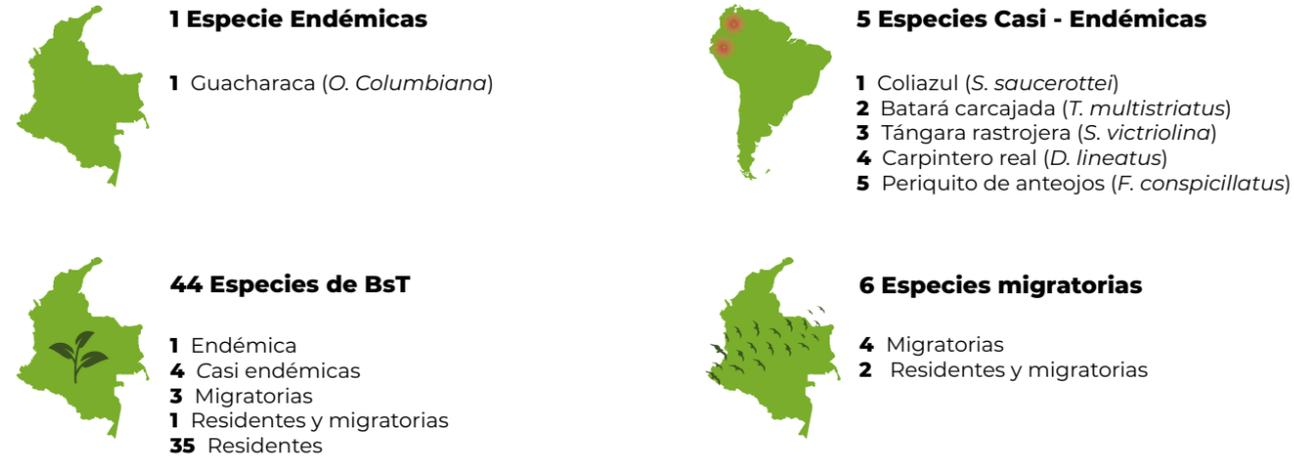 1 Especie Endémicas
1 Guacharaca (O. Columbiana)
5 Especies Casi - Endémicas
1 Coliazul (S. saucerottei)
2 Batará carcajada (T. multistriatus)
3 Tángara rastrojera (S. victriolina)
4 Carpintero real (D. lineatus)
5 Periquito de anteojos (F. conspicillatus)
44 Especies de BsT
1 Endémica
4 Casi endémicas
3 Migratorias
1 Residentes y migratorias
35 Residentes
6 Especies migratorias
4 Migratorias
2 Residentes y migratorias